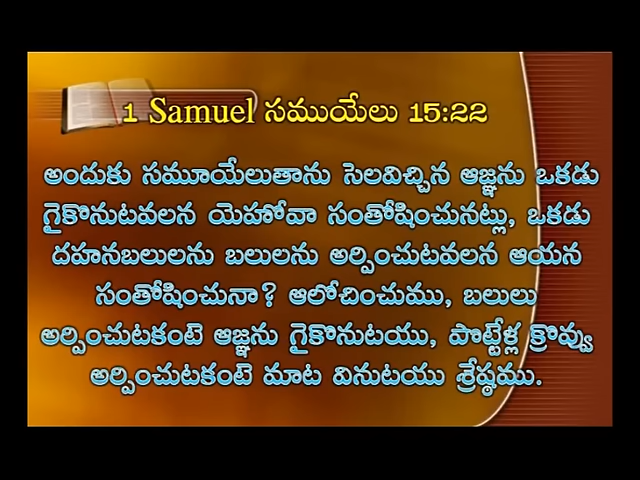 1 Samuel సముయేలు 15:22
అందుకు సమూయేలుతాను సెలవిచ్చిన ఆజ్ఞను ఒకడు
గైకొనుటవలన యెహోవా సంతోషించునట్లు, ఒకడు
దహనబలులను బలులను అర్పించుటవలన ఆయన
సంతోషించునా? ఆలోచించుము, బలులు
అర్పించుటకంటె ఆజ్ఞను గైకొనుటయు, పొట్టేళ్ల క్రొవ్వు
అర్పించుటకంటె మాట వినుటయు శ్రేష్ఠము.